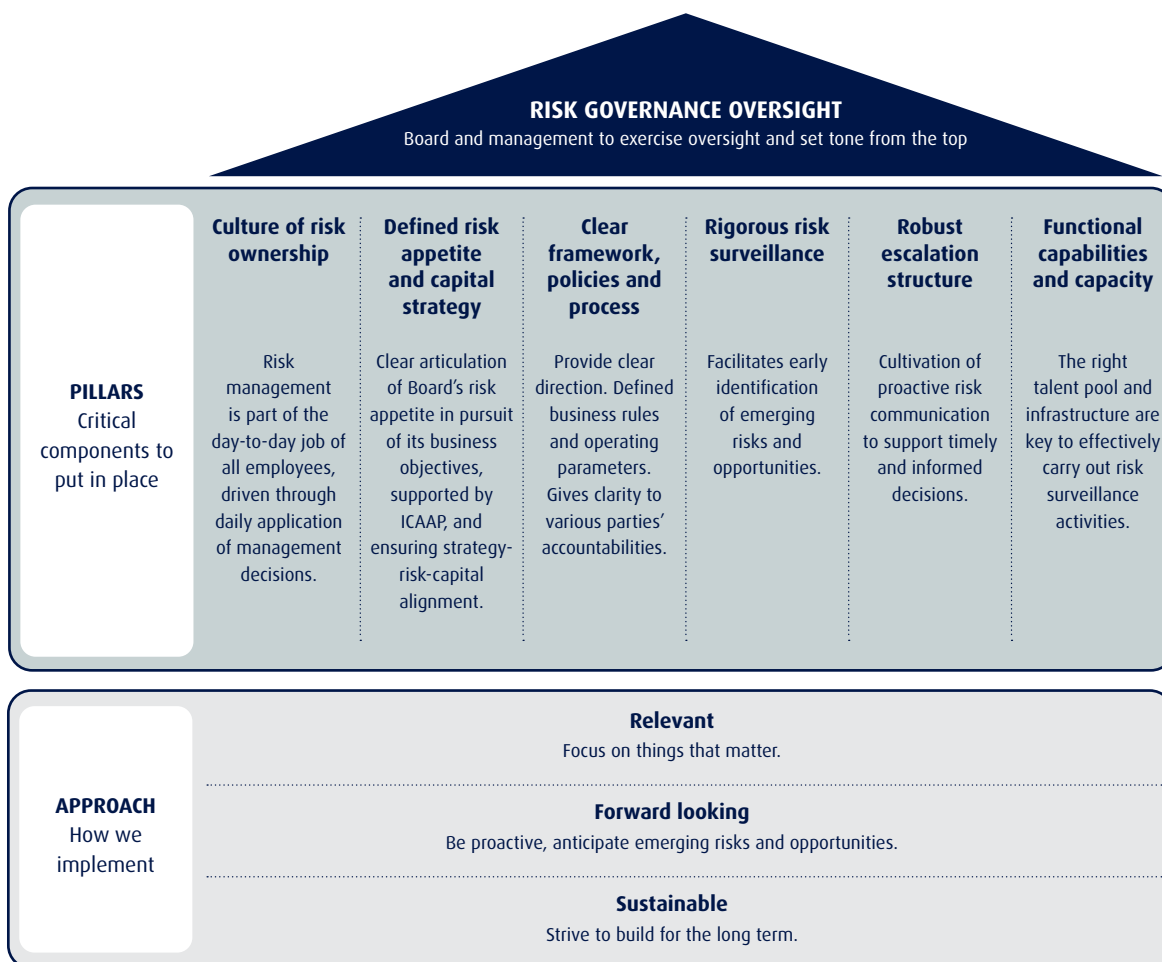 RISK GOVERNANCE OVERSIGHT
Board and management to exercise oversight and set tone from the top
PILLARS
Critical
components to
put in place
Culture of risk
ownership
Risk
management
is part of the
day-to-day job of
all employees,
driven through
daily application
of management
decisions.
Defined risk
appetite
and capital
strategy
Clear articulation
of Board’s risk
appetite in pursuit
of its business
objectives,
supported by
ICAAP, and
ensuring strategy-
risk-capital
alignment.
Clear
framework,
policies and
process
Provide clear
direction. Defined
business rules
and operating
parameters.
Gives clarity to
various parties’
accountabilities.
Rigorous risk
surveillance
Facilitates early
identification
of emerging
risks and
opportunities.
Robust
escalation
structure
Cultivation of
proactive risk
communication
to support timely
and informed
decisions.
Functional
capabilities
and capacity
The right
talent pool and
infrastructure are
key to effectively
carry out risk
surveillance
activities.
APPROACH
How we
implement
Relevant
Focus on things that matter.
Forward looking
Be proactive, anticipate emerging risks and opportunities.
Sustainable
Strive to build for the long term.